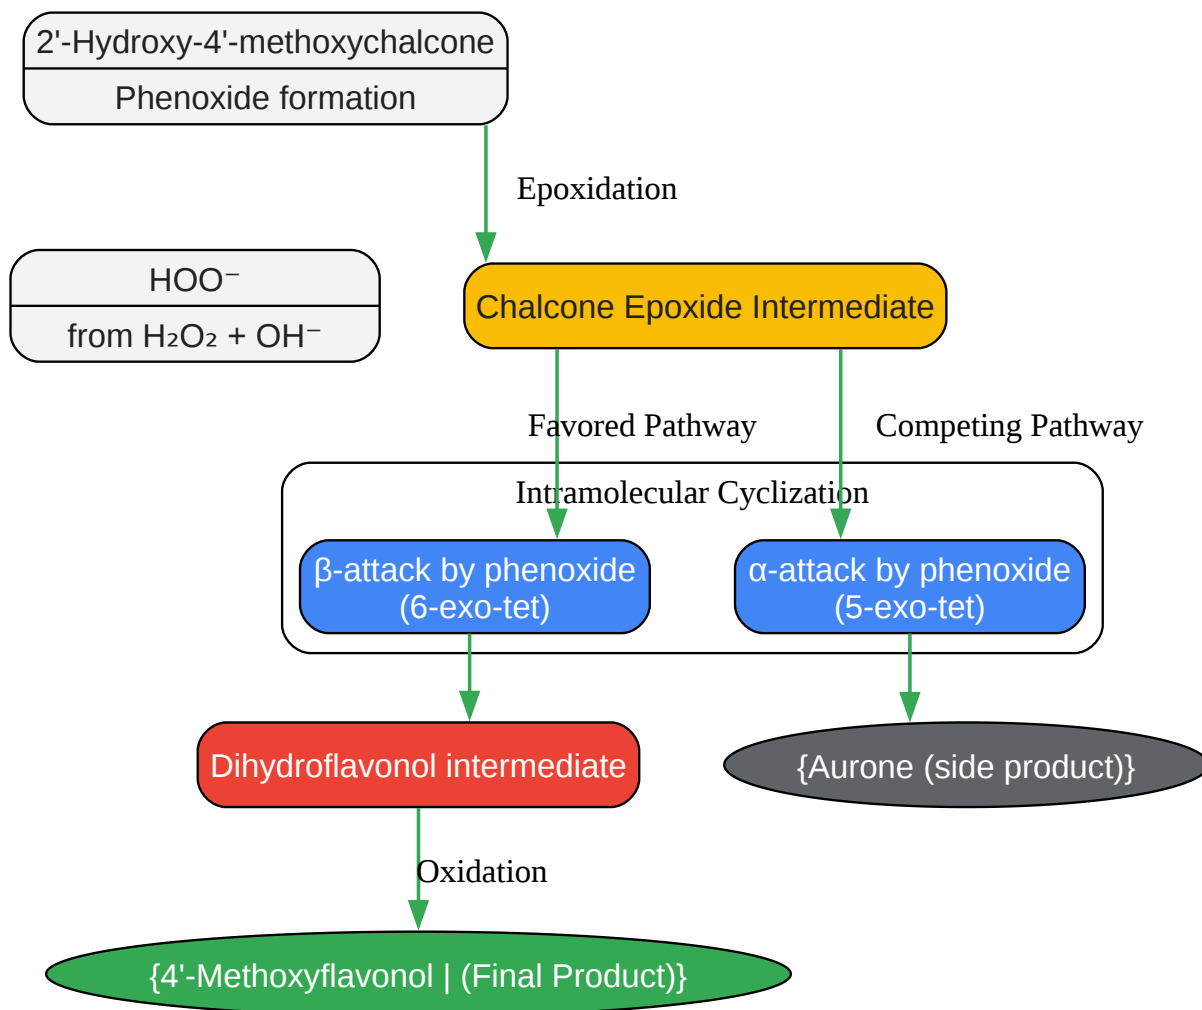 2'-Hydroxy-4'-methoxychalcone
Phenoxide formation
Epoxidation
HOO⁻
from H₂O₂ + OH⁻
Chalcone Epoxide Intermediate
Favored Pathway
Competing Pathway
Intramolecular Cyclization
β-attack by phenoxide
(6-exo-tet)
α-attack by phenoxide
(5-exo-tet)
Dihydroflavonol intermediate
{Aurone (side product)}
Oxidation
{4'-Methoxyflavonol | (Final Product)}